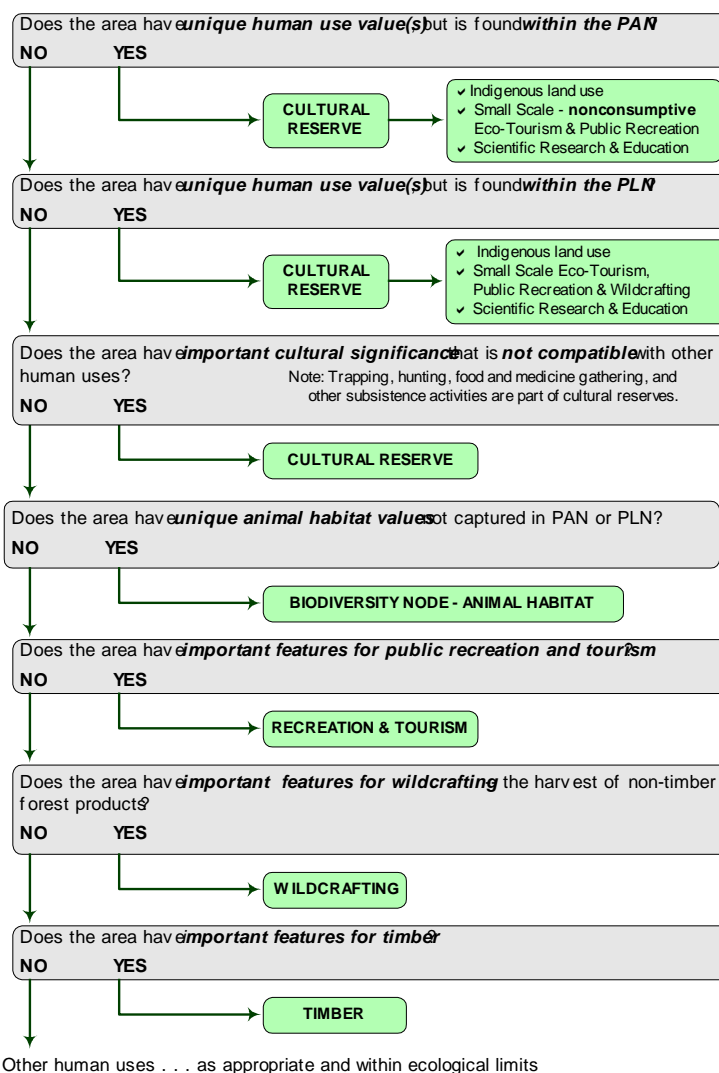 Does the area have unique human use value(s), but is found within the PAN?
NO YES
CULTURAL
RESERVE
✓ Indigenous land use
✓ Small Scale - nonconsumptive
Eco-Tourism & Public Recreation
✓ Scientific Research & Education
Does the area have unique human use value(s), but is found within the PLN?
NO YES
CULTURAL
RESERVE
✓ Indigenous land use
✓ Small Scale Eco-Tourism,
Public Recreation & Wildcrafting
✓ Scientific Research & Education
Does the area have important cultural significance that is not compatible with other
human uses?
Note: Trapping, hunting, food and medicine gathering, and
other subsistence activities are part of cultural reserves.
NO YES
CULTURAL RESERVE
Does the area have unique animal habitat values not captured in PAN or PLN?
NO YES
BIODIVERSITY NODE - ANIMAL HABITAT
Does the area have important features for public recreation and tourism?
NO YES
RECREATION & TOURISM
Does the area have important features for wildcrafting - the harvest of non-timber
forest products?
NO YES
WILDCRAFTING
Does the area have important features for timber?
NO YES
TIMBER
Other human uses . . . as appropriate and within ecological limits